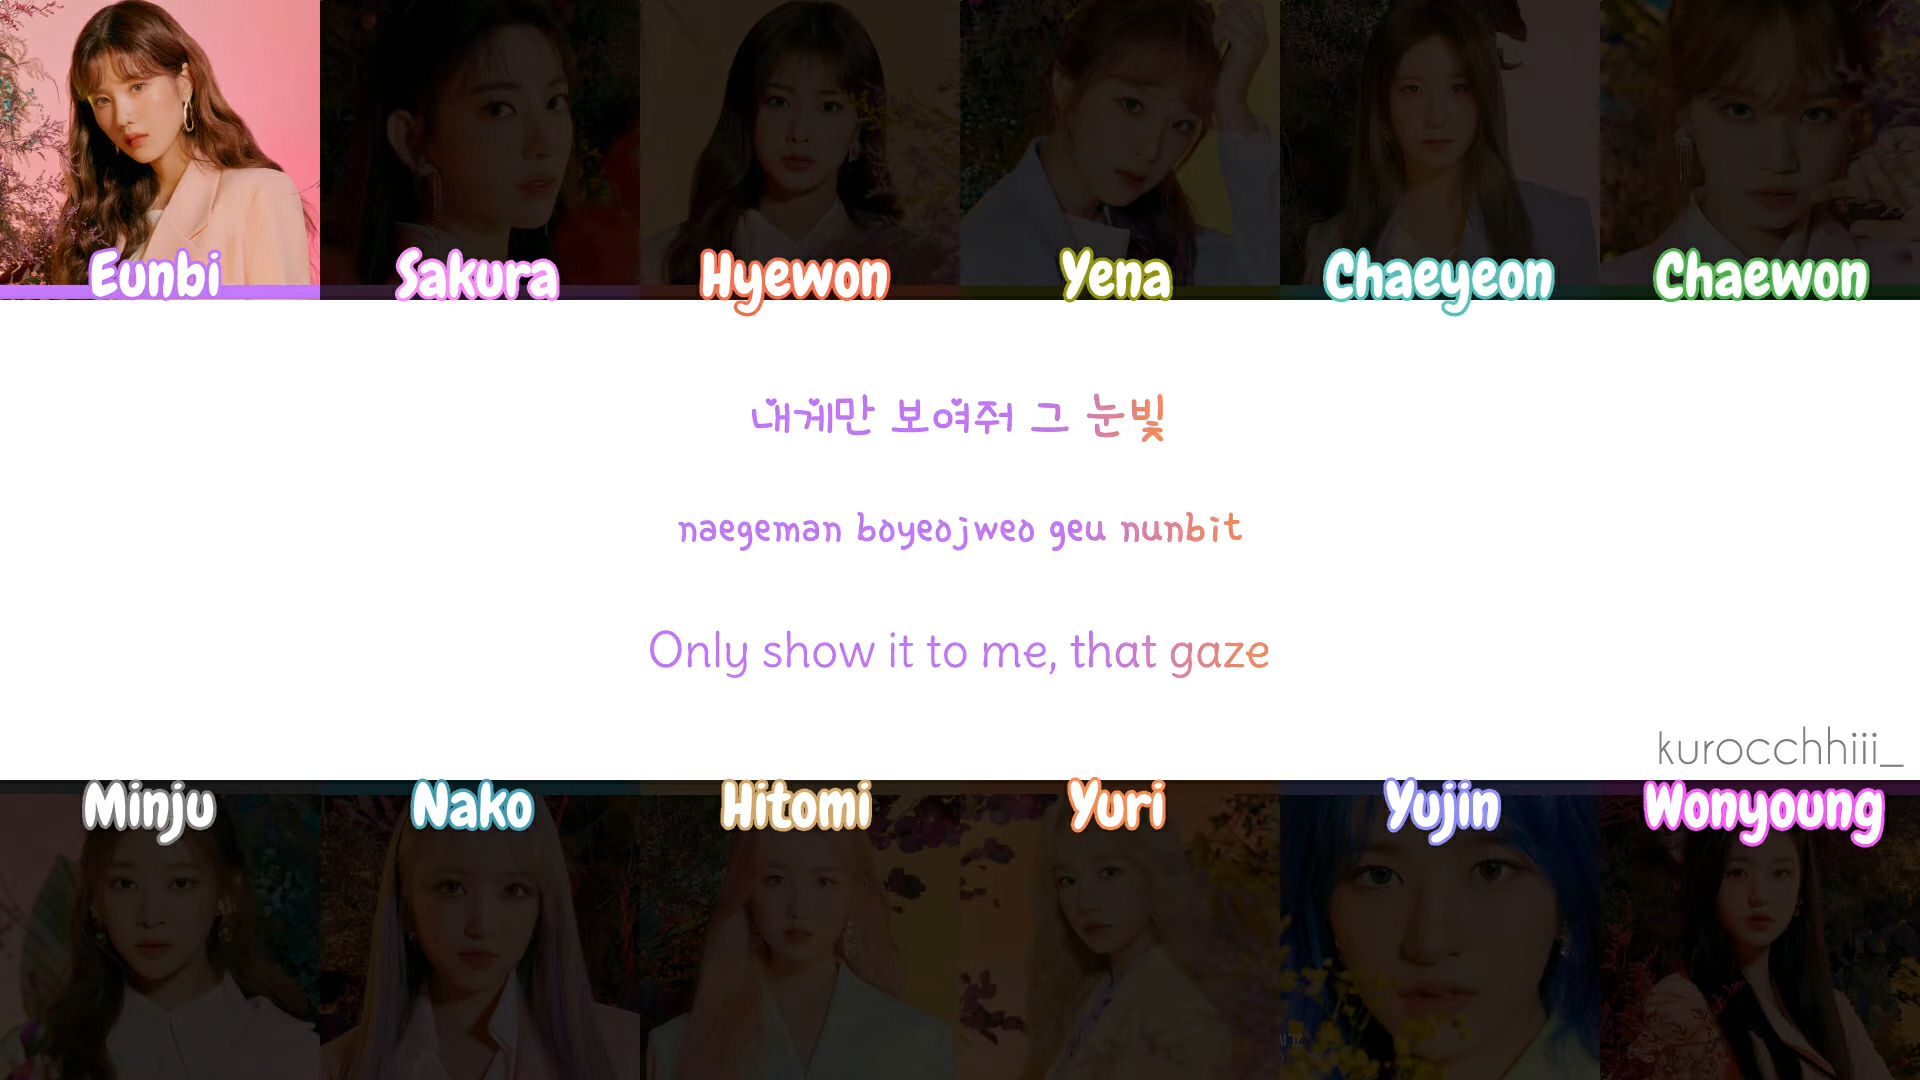 Eunbi Sakura Hyewon Yena Chaeyeon Chaewon
내게만 보여줘 그 눈빛
naegeman boyeojweo geu nunbit
Only show it to me, that gaze
kurocchhiii_
Minju Nako Hitomi Yuri Yujin Wonyoung